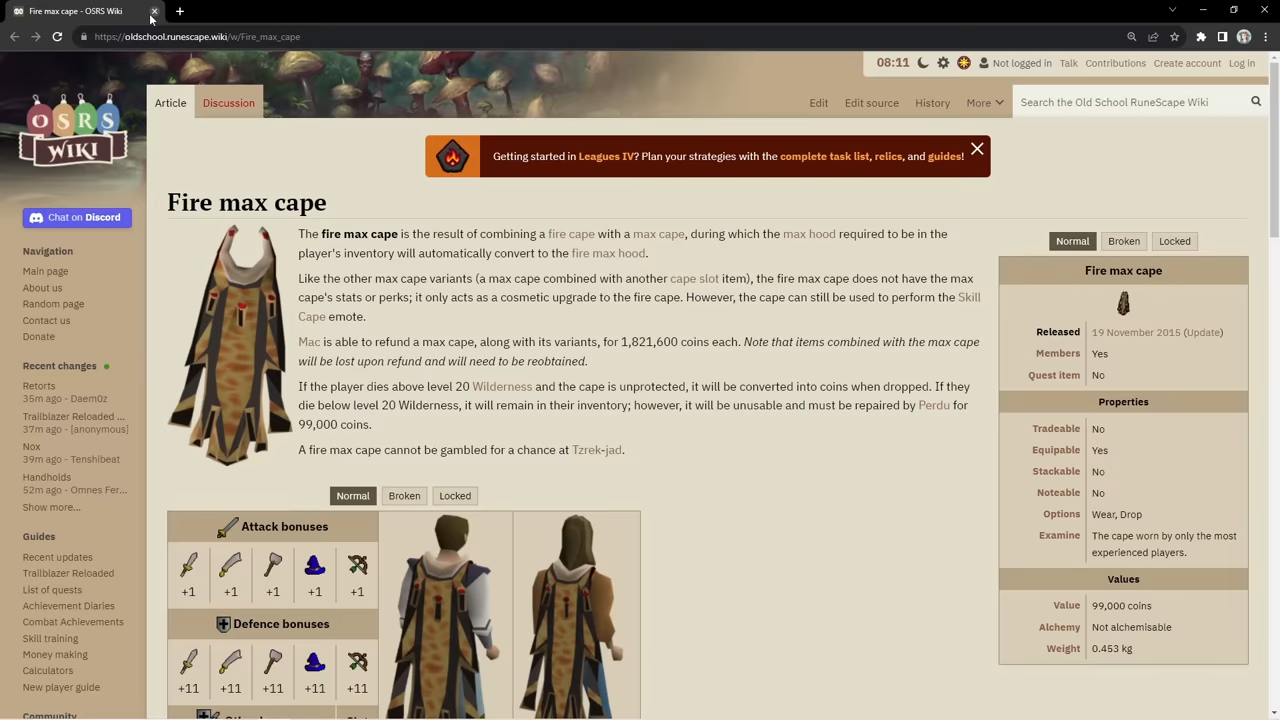 Fire max cape - OSRS Wiki
https://oldschool.runescape.wiki/w/Fire_max_cape
08:11 Not logged in Talk Contributions Create account Log in
Article Discussion Edit Edit source History More Search the Old School RuneScape Wiki
OSRS
WIKI
Getting started in Leagues IV? Plan your strategies with the complete task list, relics, and guides!
Fire max cape
The fire max cape is the result of combining a fire cape with a max cape, during which the max hood required to be in the
player's inventory will automatically convert to the fire max hood.
Like the other max cape variants (a max cape combined with another cape slot item), the fire max cape does not have the max
cape's stats or perks; it only acts as a cosmetic upgrade to the fire cape. However, the cape can still be used to perform the Skill
Cape emote.
Mac is able to refund a max cape, along with its variants, for 1,821,600 coins each. Note that items combined with the max cape
will be lost upon refund and will need to be reobtained.
If the player dies above level 20 Wilderness and the cape is unprotected, it will be converted into coins when dropped. If they
die below level 20 Wilderness, it will remain in their inventory; however, it will be unusable and must be repaired by Perdu for
99,000 coins.
A fire max cape cannot be gambled for a chance at Tzrek-jad.
Normal Broken Locked
Attack bonuses
+1 +1 +1 +1 +1
Defence bonuses
+11 +11 +11 +11 +11
Normal Broken Locked
Fire max cape
Released 19 November 2015 (Update)
Members Yes
Quest item No
Properties
Tradeable No
Equipable Yes
Stackable No
Noteable No
Options Wear, Drop
Examine The cape worn by only the most
experienced players.
Values
Value 99,000 coins
Alchemy Not alchemisable
Weight 0.453 kg
Chat on Discord
Navigation
Main page
About us
Random page
Contact us
Donate
Recent changes
Retorts
35m ago - Daem0z
Trailblazer Reloaded ...
37m ago - [anonymous]
Nox
39m ago - Tenshibeat
Handholds
52m ago - Omnes Fer...
Show more...
Guides
Recent updates
Trailblazer Reloaded
List of quests
Achievement Diaries
Combat Achievements
Skill training
Money making
Calculators
New player guide
Community